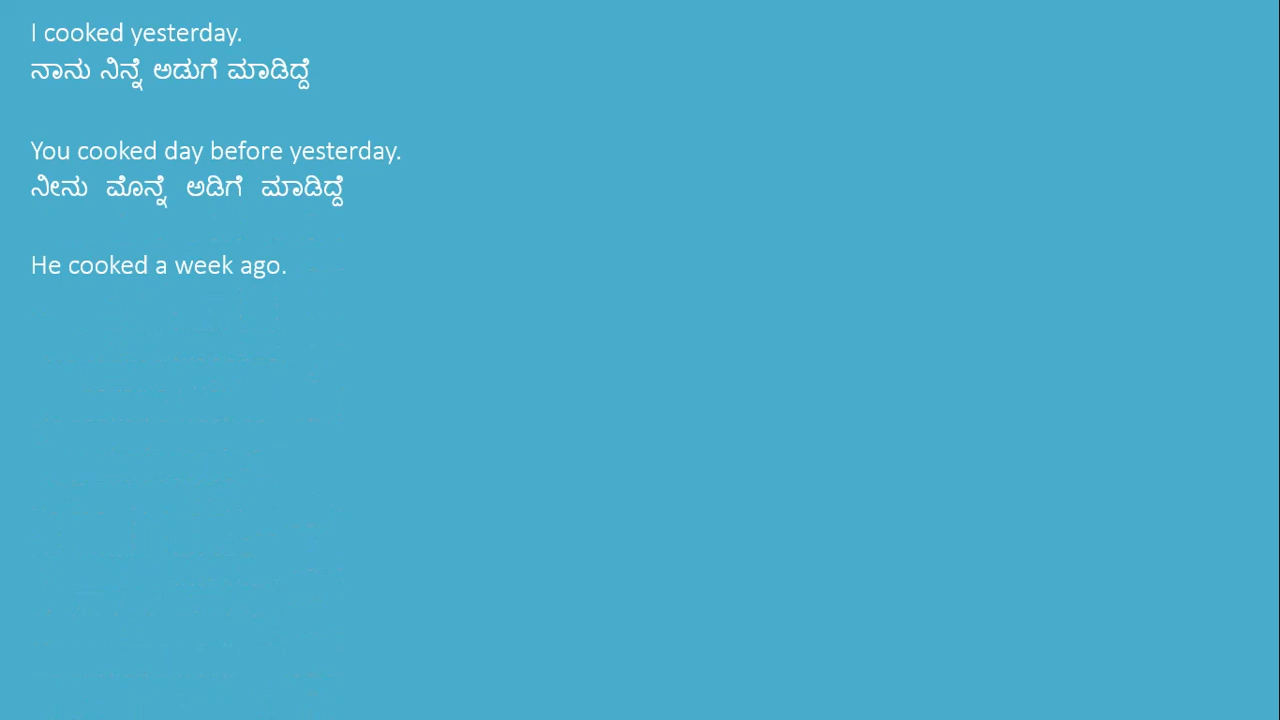 I cooked yesterday.
ನಾನು ನಿನ್ನೆ ಅಡುಗೆ ಮಾಡಿದ್ದೆ
You cooked day before yesterday.
ನೀನು ಮೊನ್ನೆ ಅಡಿಗೆ ಮಾಡಿದ್ದೆ
He cooked a week ago.